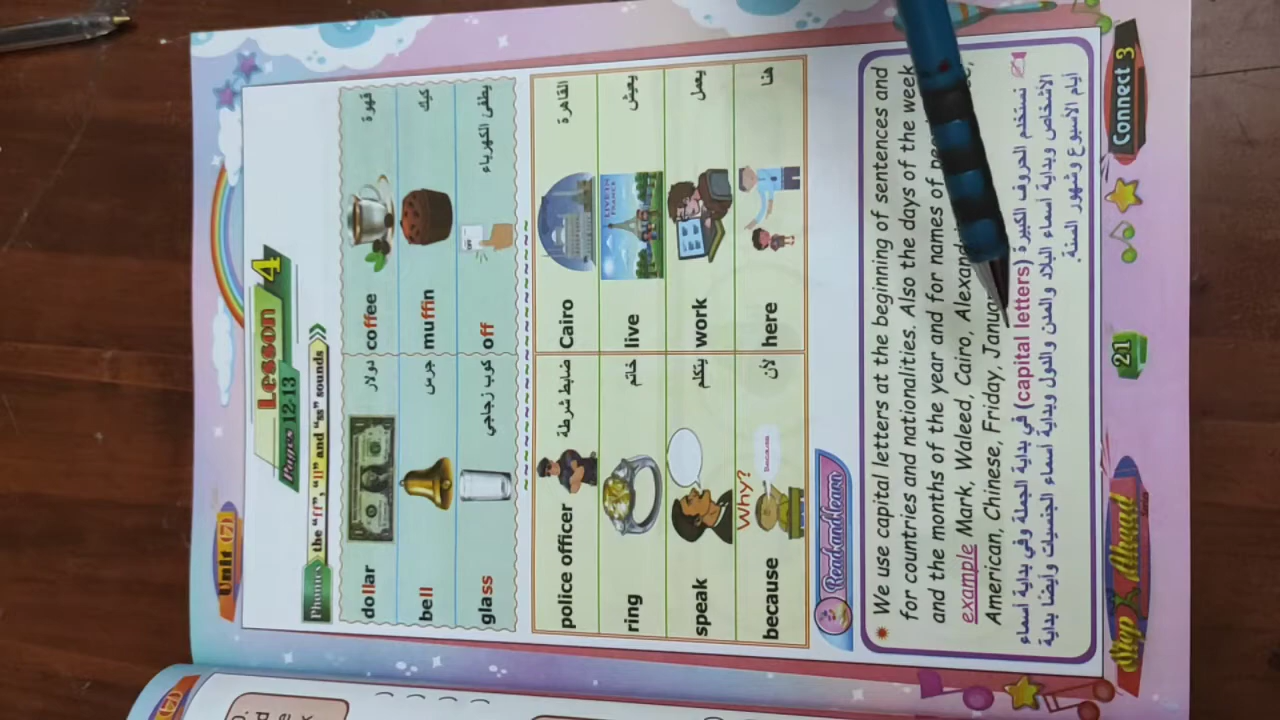 Unit (7)
Lesson 4
Pages 12-13
Phonics the "ff", "ll" and "ss" sounds
dollar دولار coffee قهوة
bell جرس muffin كيك
glass كوب زجاجي off يطفئ الكهرباء
OFF
police officer ضابط شرطة Cairo القاهرة
ring خاتم live يعيش
LIVE IN
FRANCE
speak يتكلم work يعمل
because Why? لأن here هنا
Read and learn
We use capital letters at the beginning of sentences and
for countries and nationalities. Also the days of the week
and the months of the year and for names of
example Mark, Waleed, Cairo,
American, Chinese, Friday,
نستخدم الحروف الكبيرة (capital letters) في بداية الجملة وفي بداية أسماء
الأشخاص وبداية أسماء البلاد والمدن والدول وبداية أسماء الجنسيات وأيضا بداية
أيام الأسبوع وشهور السنة.
Step Ahead
21
Connect 3